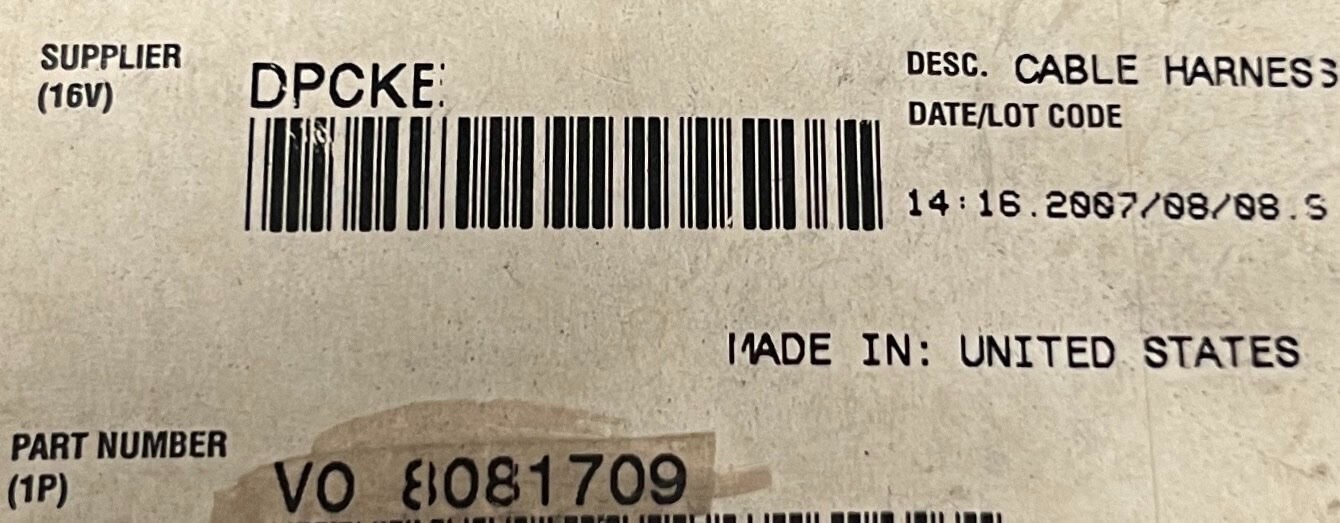 SUPPLIER
(16V)
DPCKE
DESC. CABLE HARNESS
DATE/LOT CODE
14:16.2007/08/08.S
MADE IN: UNITED STATES
PART NUMBER
(1P)
VO 8081709